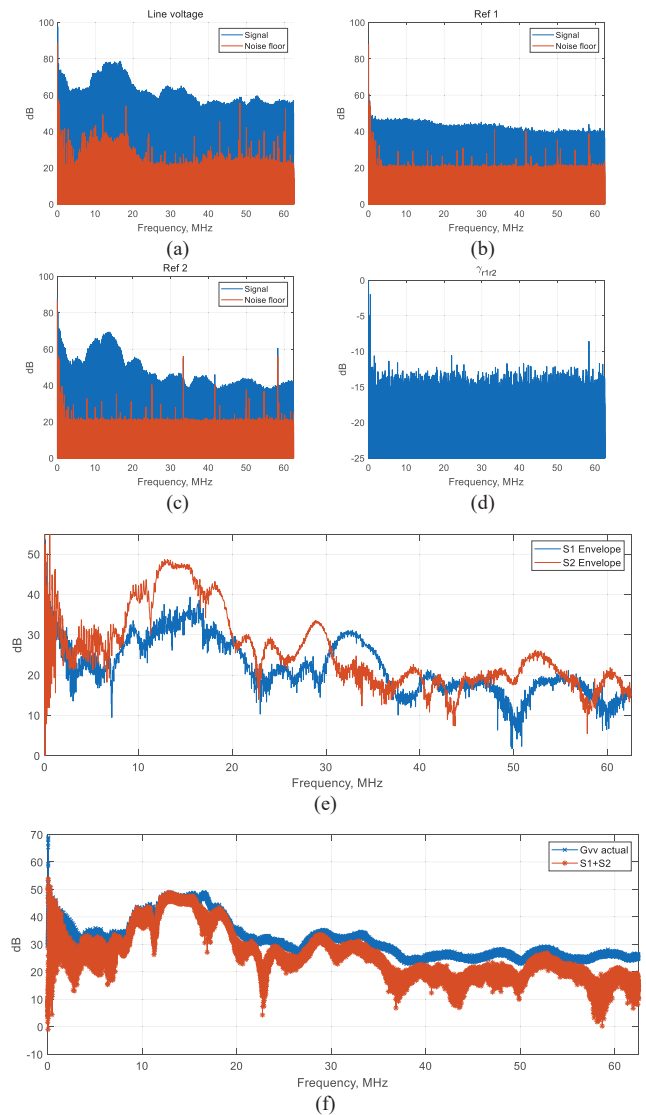 Line voltage
100
80
60
40
20
0
dB
Signal
Noise floor
0 10 20 30 40 50 60
Frequency, MHz
(a)
Ref 1
100
80
60
40
20
0
dB
Signal
Noise floor
0 10 20 30 40 50 60
Frequency, MHz
(b)
Ref 2
100
80
60
40
20
0
dB
Signal
Noise floor
0 10 20 30 40 50 60
Frequency, MHz
(c)
γr1r2
0
-5
-10
-15
-20
-25
dB
0 10 20 30 40 50 60
Frequency, MHz
(d)
50
40
30
20
10
0
dB
S1 Envelope
S2 Envelope
0 10 20 30 40 50 60
Frequency, MHz
(e)
70
60
50
40
30
20
10
0
-10
dB
Gvv actual
S1+S2
0 10 20 30 40 50 60
Frequency, MHz
(f)